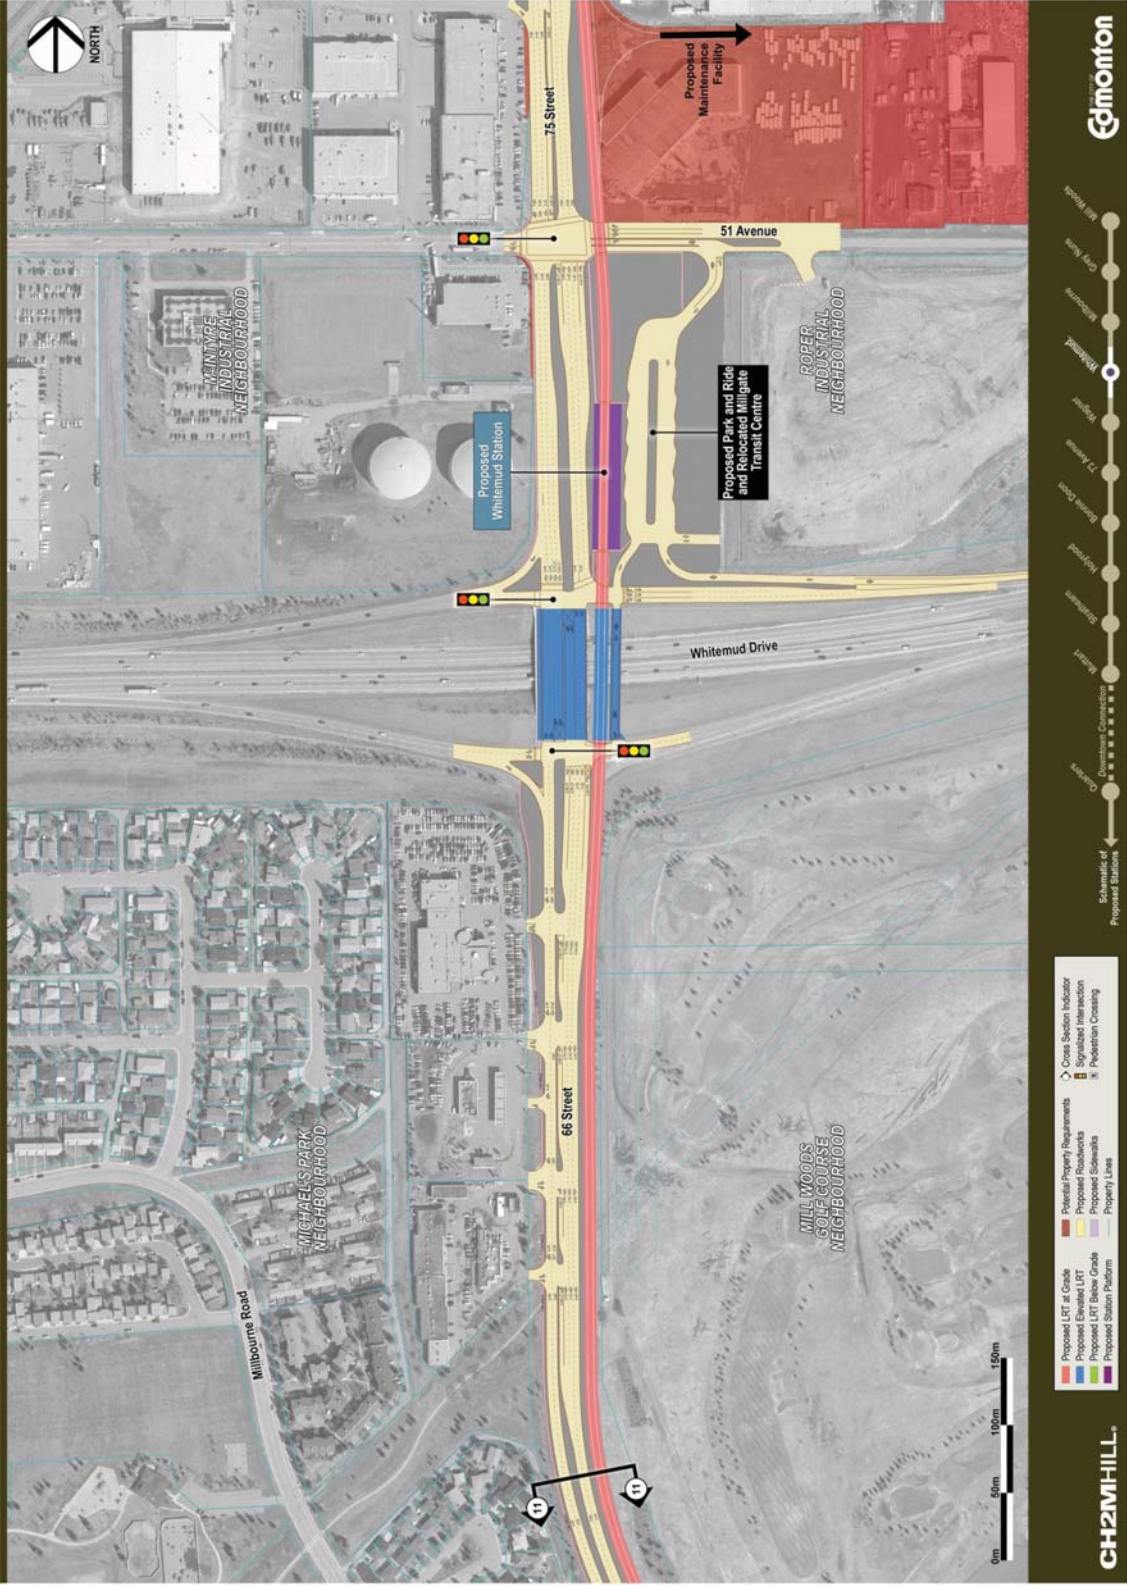 NORTH
75 Street
Proposed
Maintenance
Facility
51 Avenue
MCINTYRE
INDUSTRIAL
NEIGHBOURHOOD
ROPER
INDUSTRIAL
NEIGHBOURHOOD
Proposed
Whitemud Station
Proposed Park and Ride
and Relocated Millgate
Transit Centre
Whitemud Drive
66 Street
MICHAELS PARK
NEIGHBOURHOOD
MILL WOODS
GOLF COURSE
NEIGHBOURHOOD
Millbourne Road
11
11
0m
50m
100m
150m
CH2MHILL®
Proposed LRT at Grade
Proposed Elevated LRT
Proposed LRT Below Grade
Proposed Station Platform
Potential Property Requirements
Proposed Roadworks
Proposed Sidewalks
Property Lines
Cross Section Indicator
Signalized Intersection
Pedestrian Crossing
Schematic of
Proposed Stations
Quarters
Downtown Connection
Muttart
Strathearn
Holyrood
Bonnie Doon
73 Avenue
Wagner
Whitemud
Millbourne
Grey Nuns
Mill Woods
THE CITY OF
Edmonton